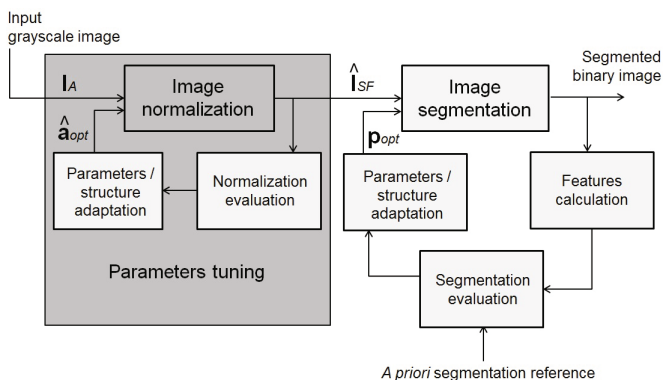 Input
grayscale image
I_A
Image
normalization
Î_SF
Image
segmentation
Segmented
binary image
â_opt
p_opt
Parameters /
structure
adaptation
Normalization
evaluation
Parameters /
structure
adaptation
Features
calculation
Parameters tuning
Segmentation
evaluation
A priori segmentation reference